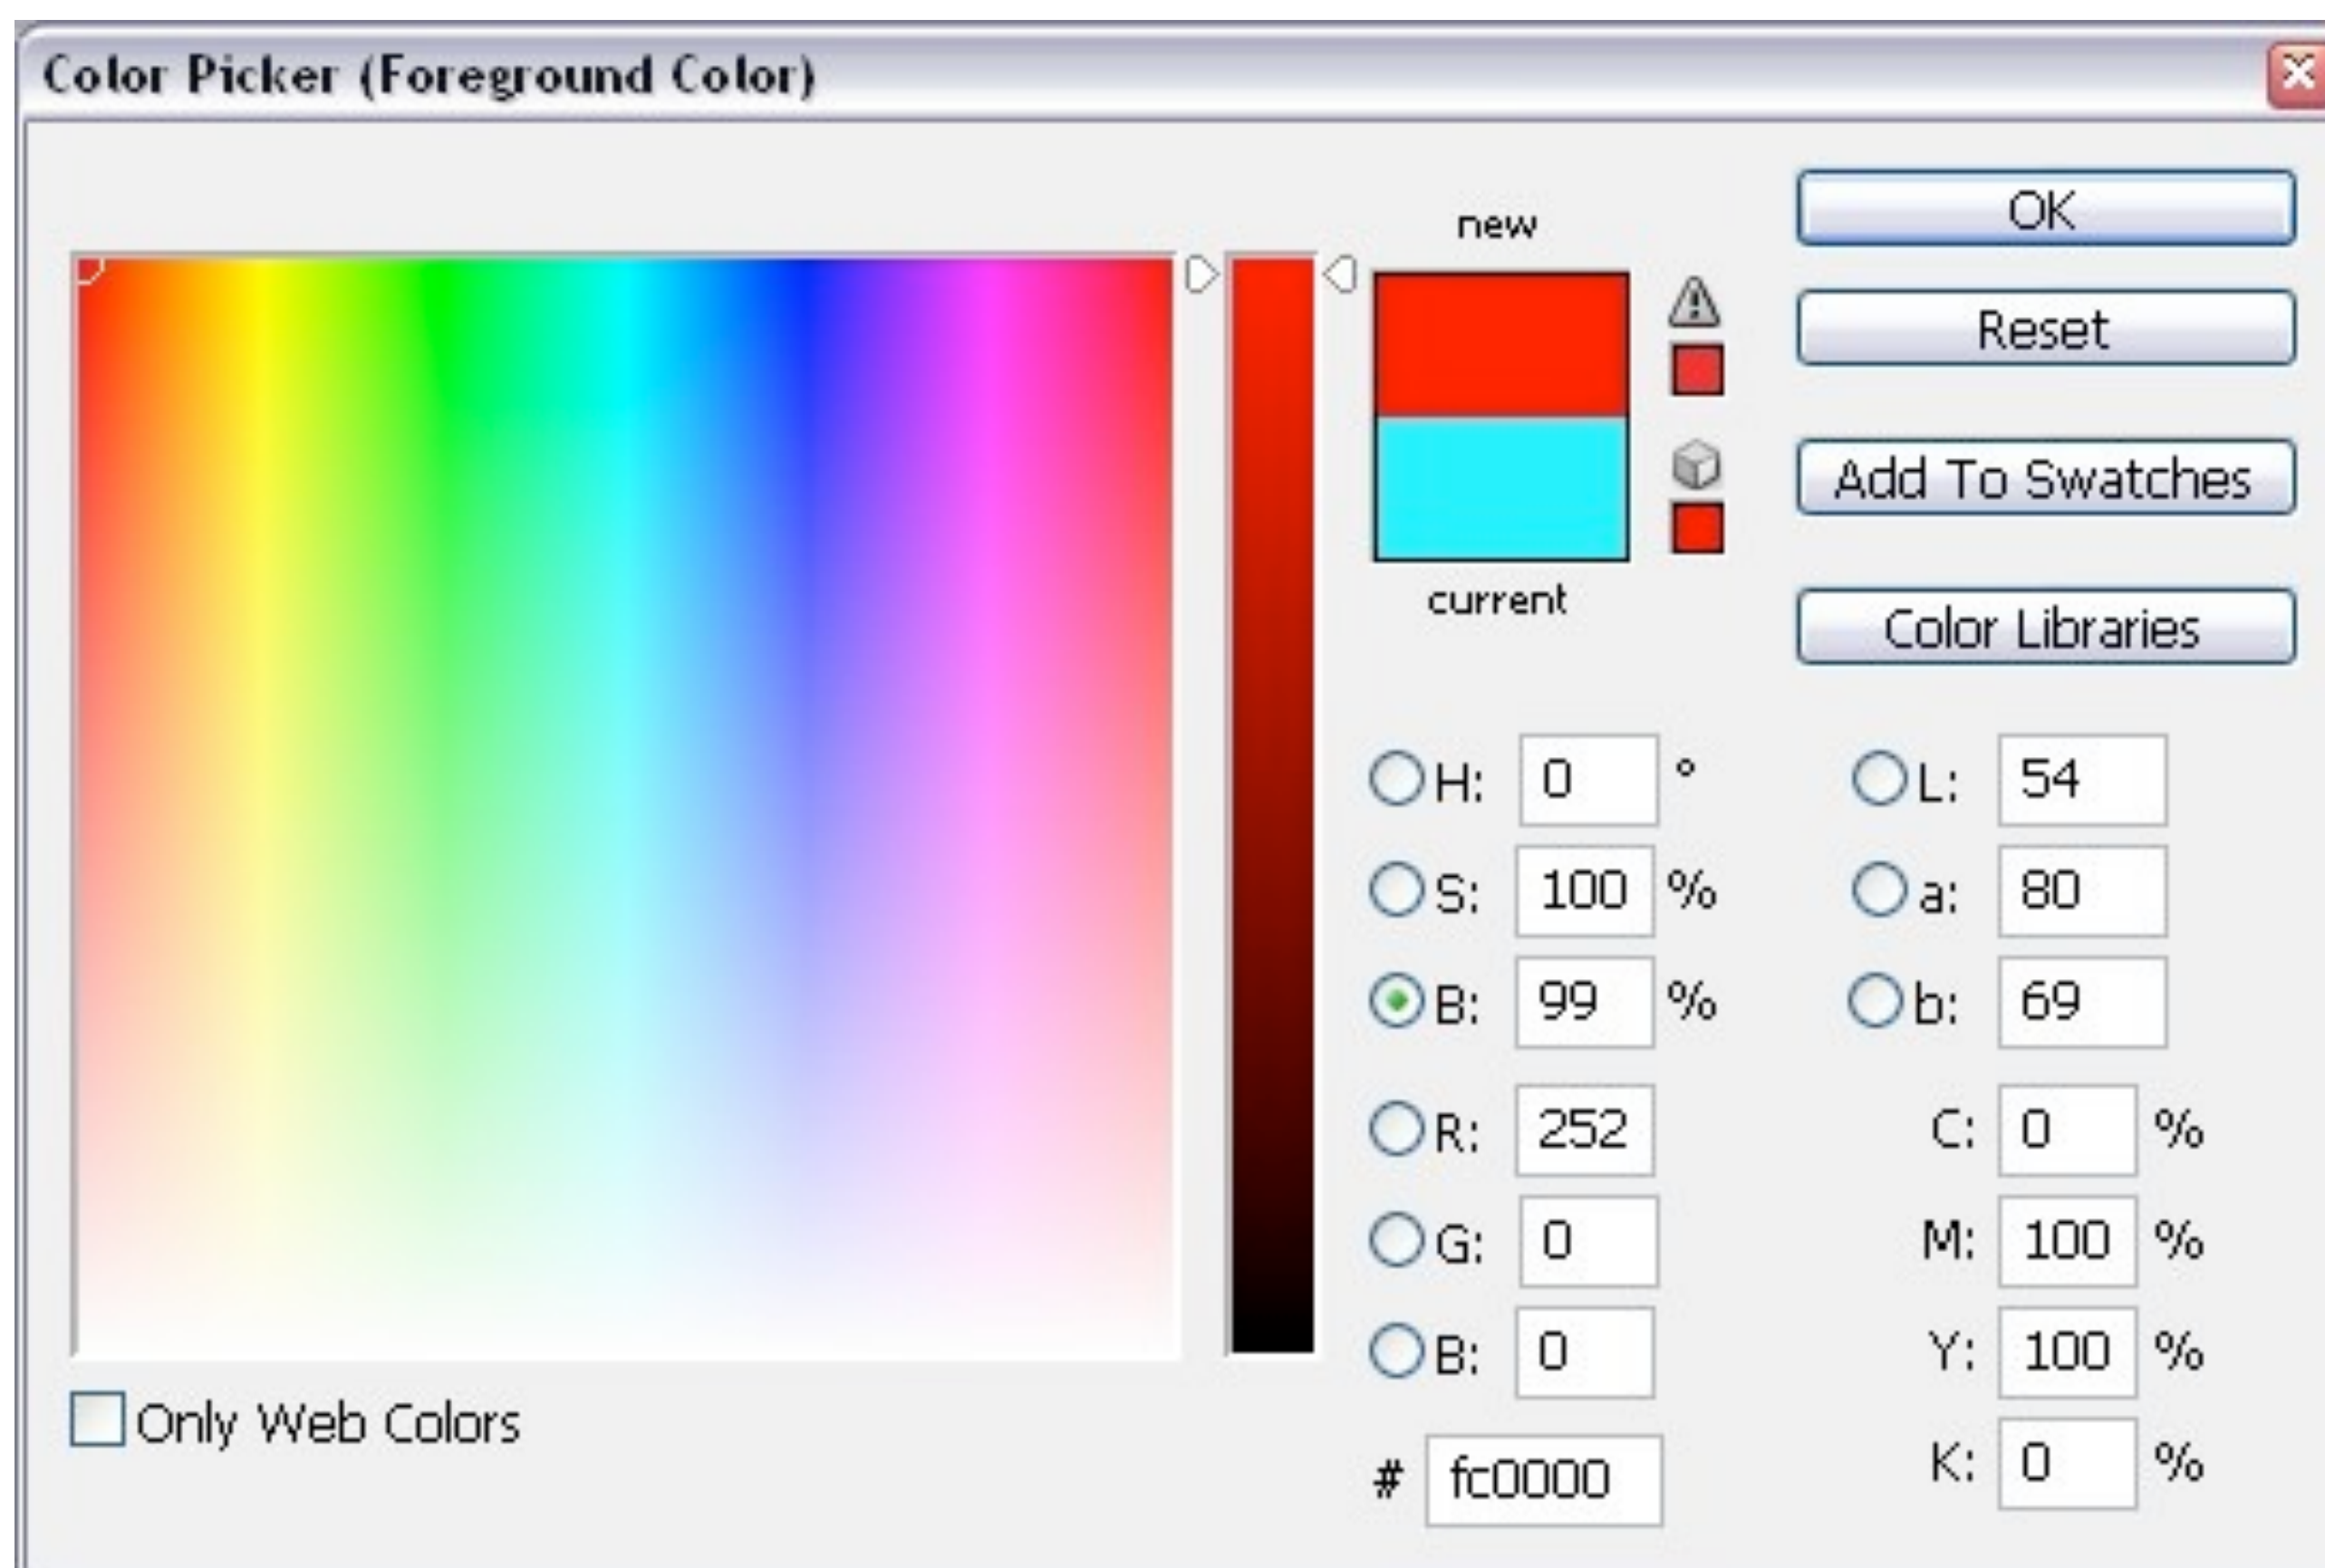 Color Picker (Foreground Color)
new
OK
Reset
Add To Swatches
current
Color Libraries
H: 0 °
L: 54
S: 100 %
a: 80
B: 99 %
b: 69
R: 252
C: 0 %
G: 0
M: 100 %
B: 0
Y: 100 %
Only Web Colors
# fc0000
K: 0 %